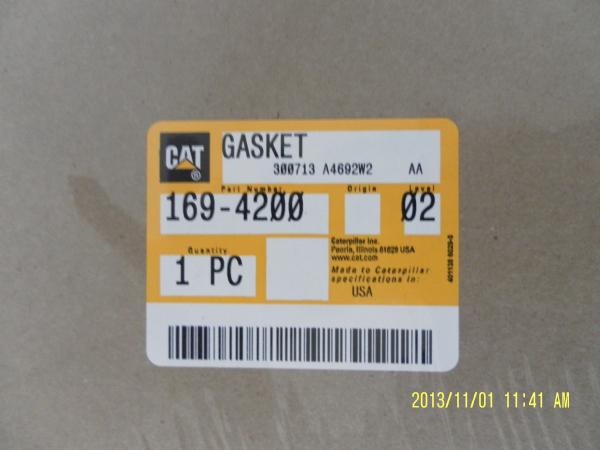 CAT
GASKET
300713 A4692W2 AA
Part Number Origin Level
169-4200 02
Quantity
1 PC
Caterpillar Inc.
Peoria, Illinois 61629 USA
www.cat.com
Made to Caterpillar
specifications in:
USA
2013/11/01 11:41 AM